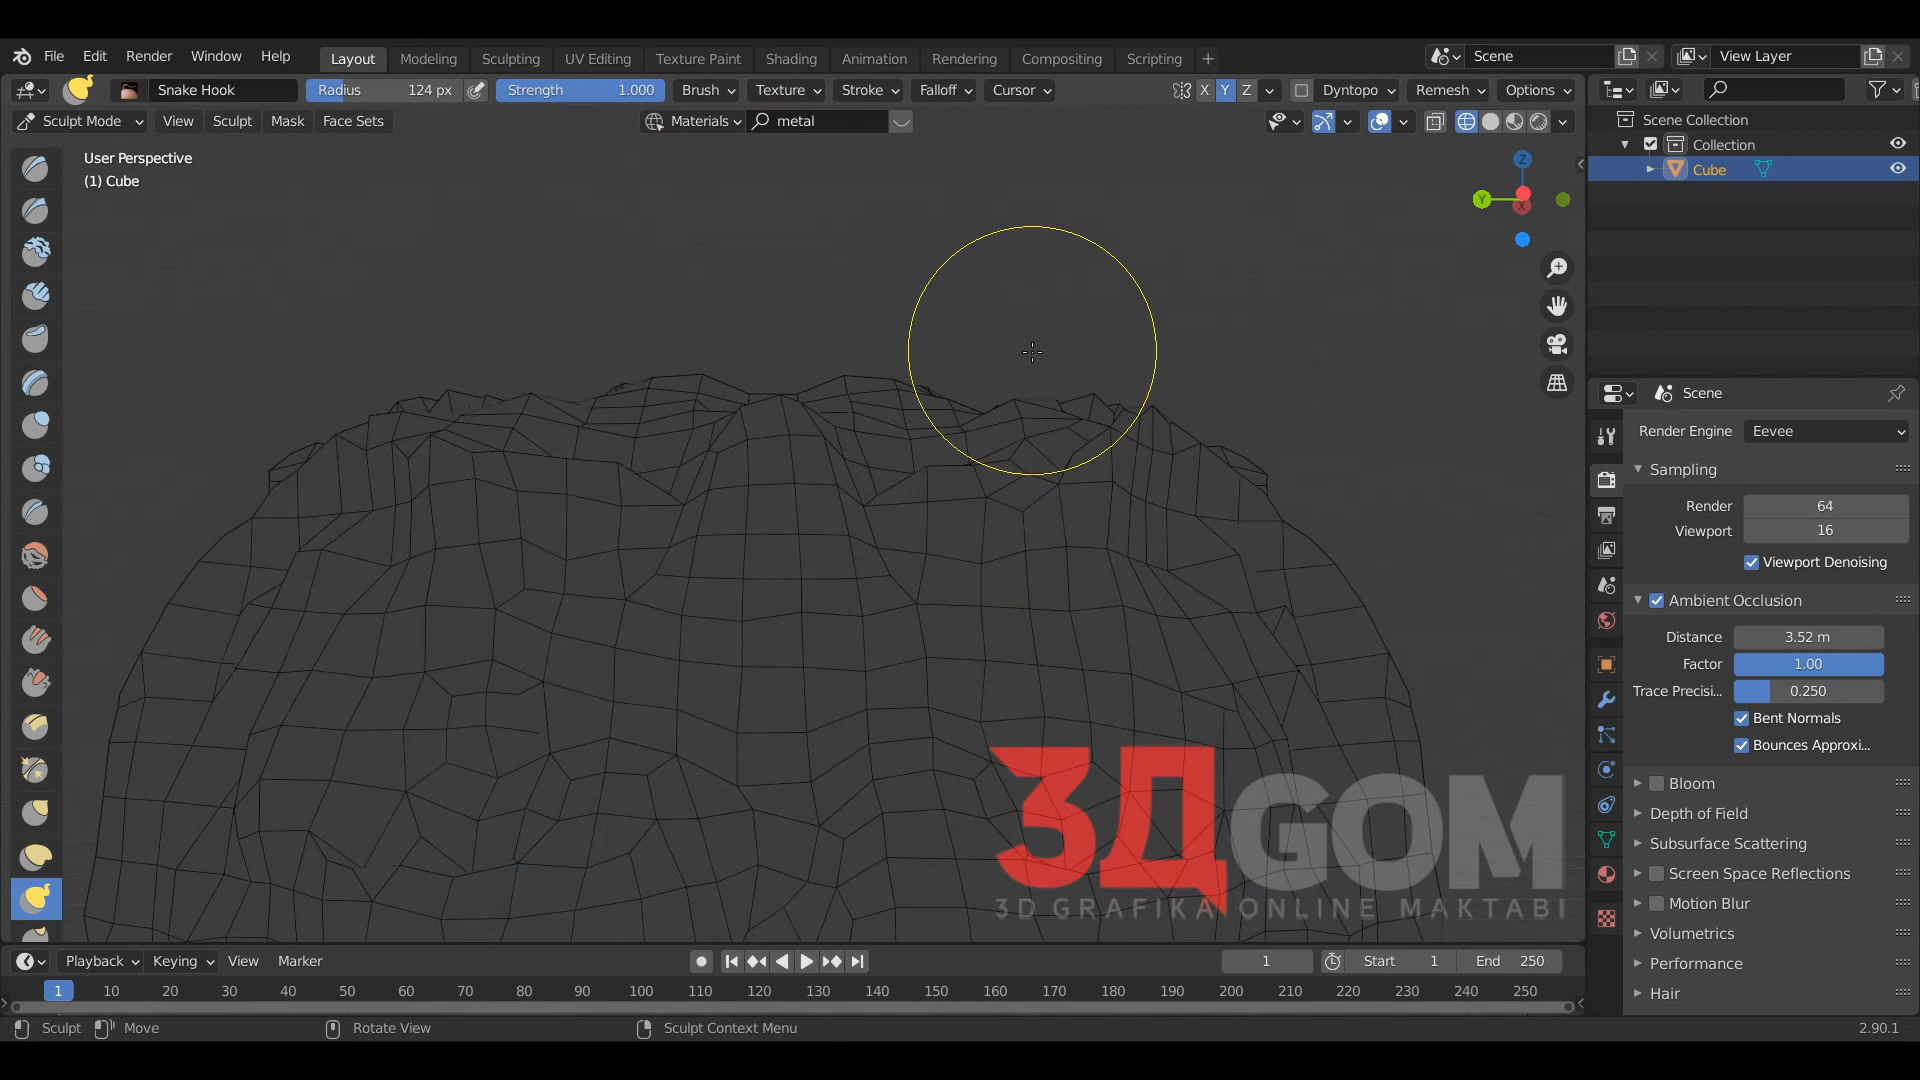 File Edit Render Window Help Layout Modeling Sculpting UV Editing Texture Paint Shading Animation Rendering Compositing Scripting + Scene View Layer
Snake Hook Radius 124 px Strength 1.000 Brush Texture Stroke Falloff Cursor X Y Z Dyntopo Remesh Options
Sculpt Mode View Sculpt Mask Face Sets Materials metal
User Perspective
(1) Cube
Z
Y
X
Scene Collection
Collection
Cube
Scene
Render Engine Eevee
Sampling
Render 64
Viewport 16
Viewport Denoising
Ambient Occlusion
Distance 3.52 m
Factor 1.00
Trace Precisi... 0.250
Bent Normals
Bounces Approxi...
Bloom
Depth of Field
Subsurface Scattering
Screen Space Reflections
Motion Blur
Volumetrics
Performance
Hair
3ДGOM
3D GRAFIKA ONLINE MAKTABI
Playback Keying View Marker 1 Start 1 End 250
1 10 20 30 40 50 60 70 80 90 100 110 120 130 140 150 160 170 180 190 200 210 220 230 240 250
Sculpt Move Rotate View Sculpt Context Menu 2.90.1